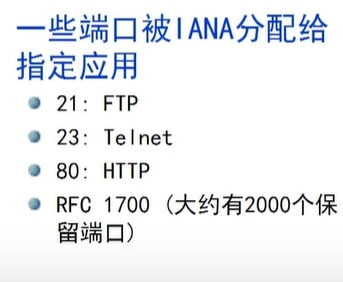 一些端口被IANA分配给
指定应用
21: FTP
23: Telnet
80: HTTP
RFC 1700 (大约有2000个保
留端口)